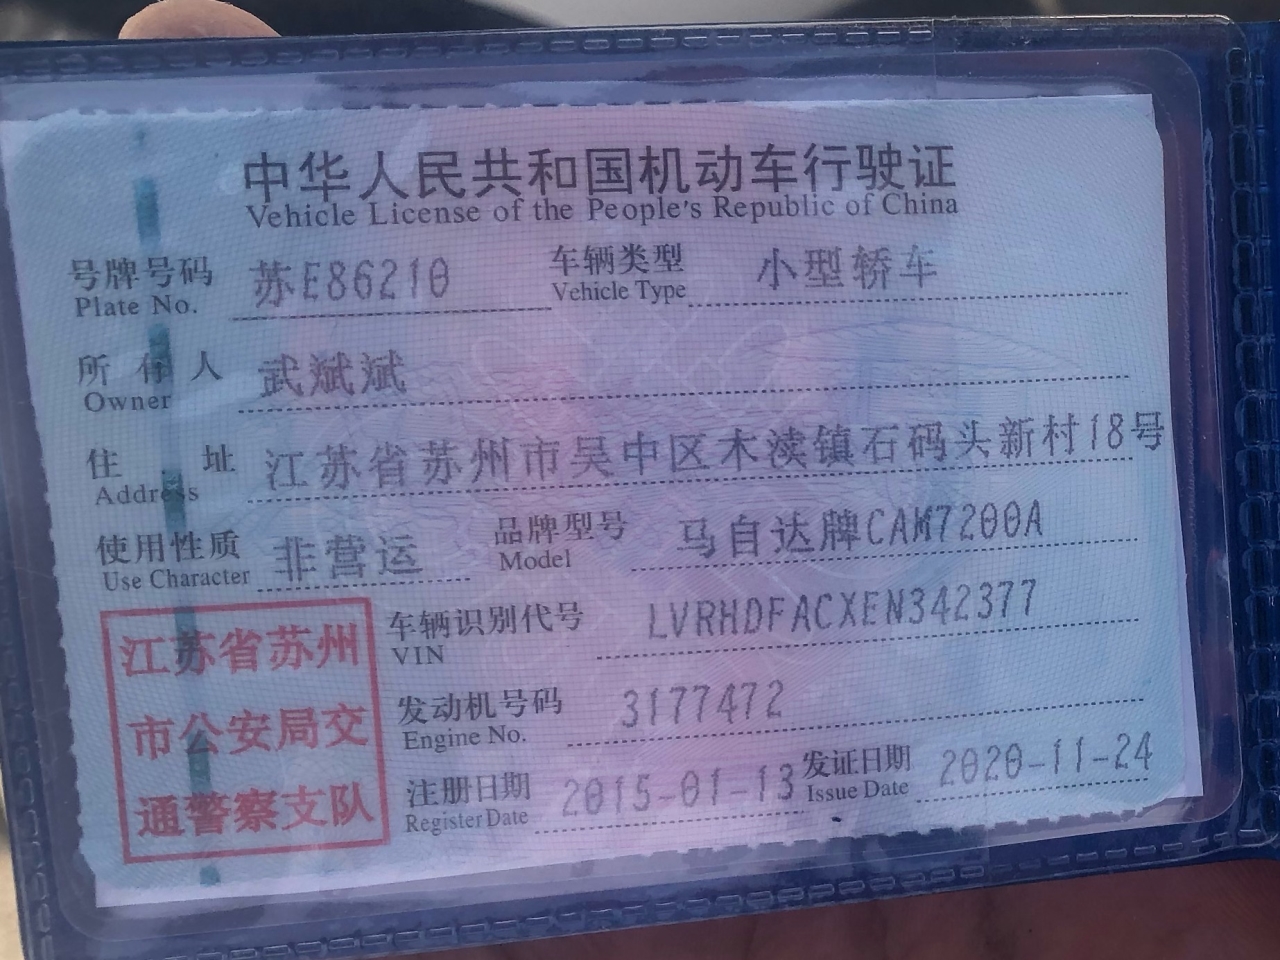 中华人民共和国机动车行驶证
Vehicle License of the People's Republic of China
号牌号码 苏E86210 车辆类型 小型轿车
Plate No. Vehicle Type
所有人 武斌斌
Owner
住址 江苏省苏州市吴中区木渎镇石码头新村18号
Address
使用性质 非营运 品牌型号 马自达牌CAM7200A
Use Character Model
江苏省苏州
市公安局交
通警察支队
车辆识别代号 LVRHDFACXEN342377
VIN
发动机号码 3177472
Engine No.
注册日期 2015-01-13 发证日期 2020-11-24
Register Date Issue Date